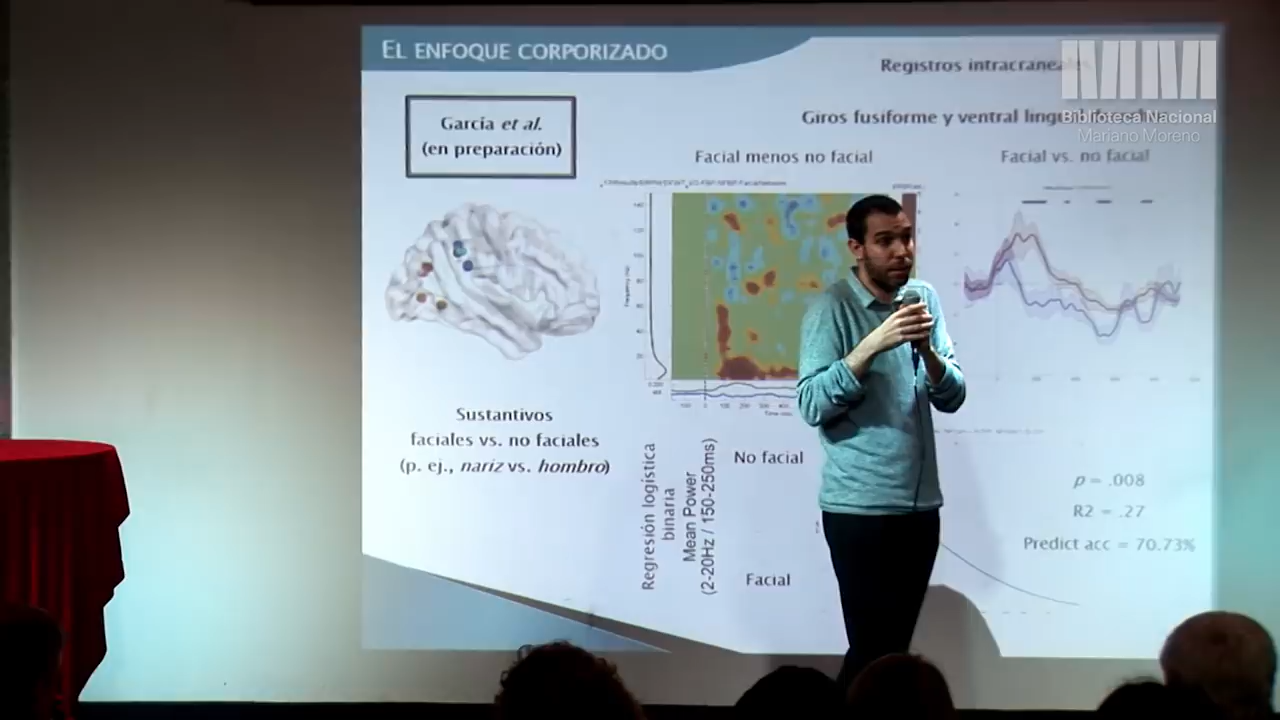 EL ENFOQUE CORPORIZADO
Registros intracraneales
Biblioteca Nacional
Mariano Moreno
Giros fusiforme y ventral
García et al.
(en preparación)
Facial menos no facial
Facial vs. no facial
Sustantivos
faciales vs. no faciales
(p. ej., nariz vs. hombro)
Regresión logística
binaria
Mean Power
(2-20Hz / 150-250ms)
No facial
Facial
p = .008
R2 = .27
Predict acc = 70.73%